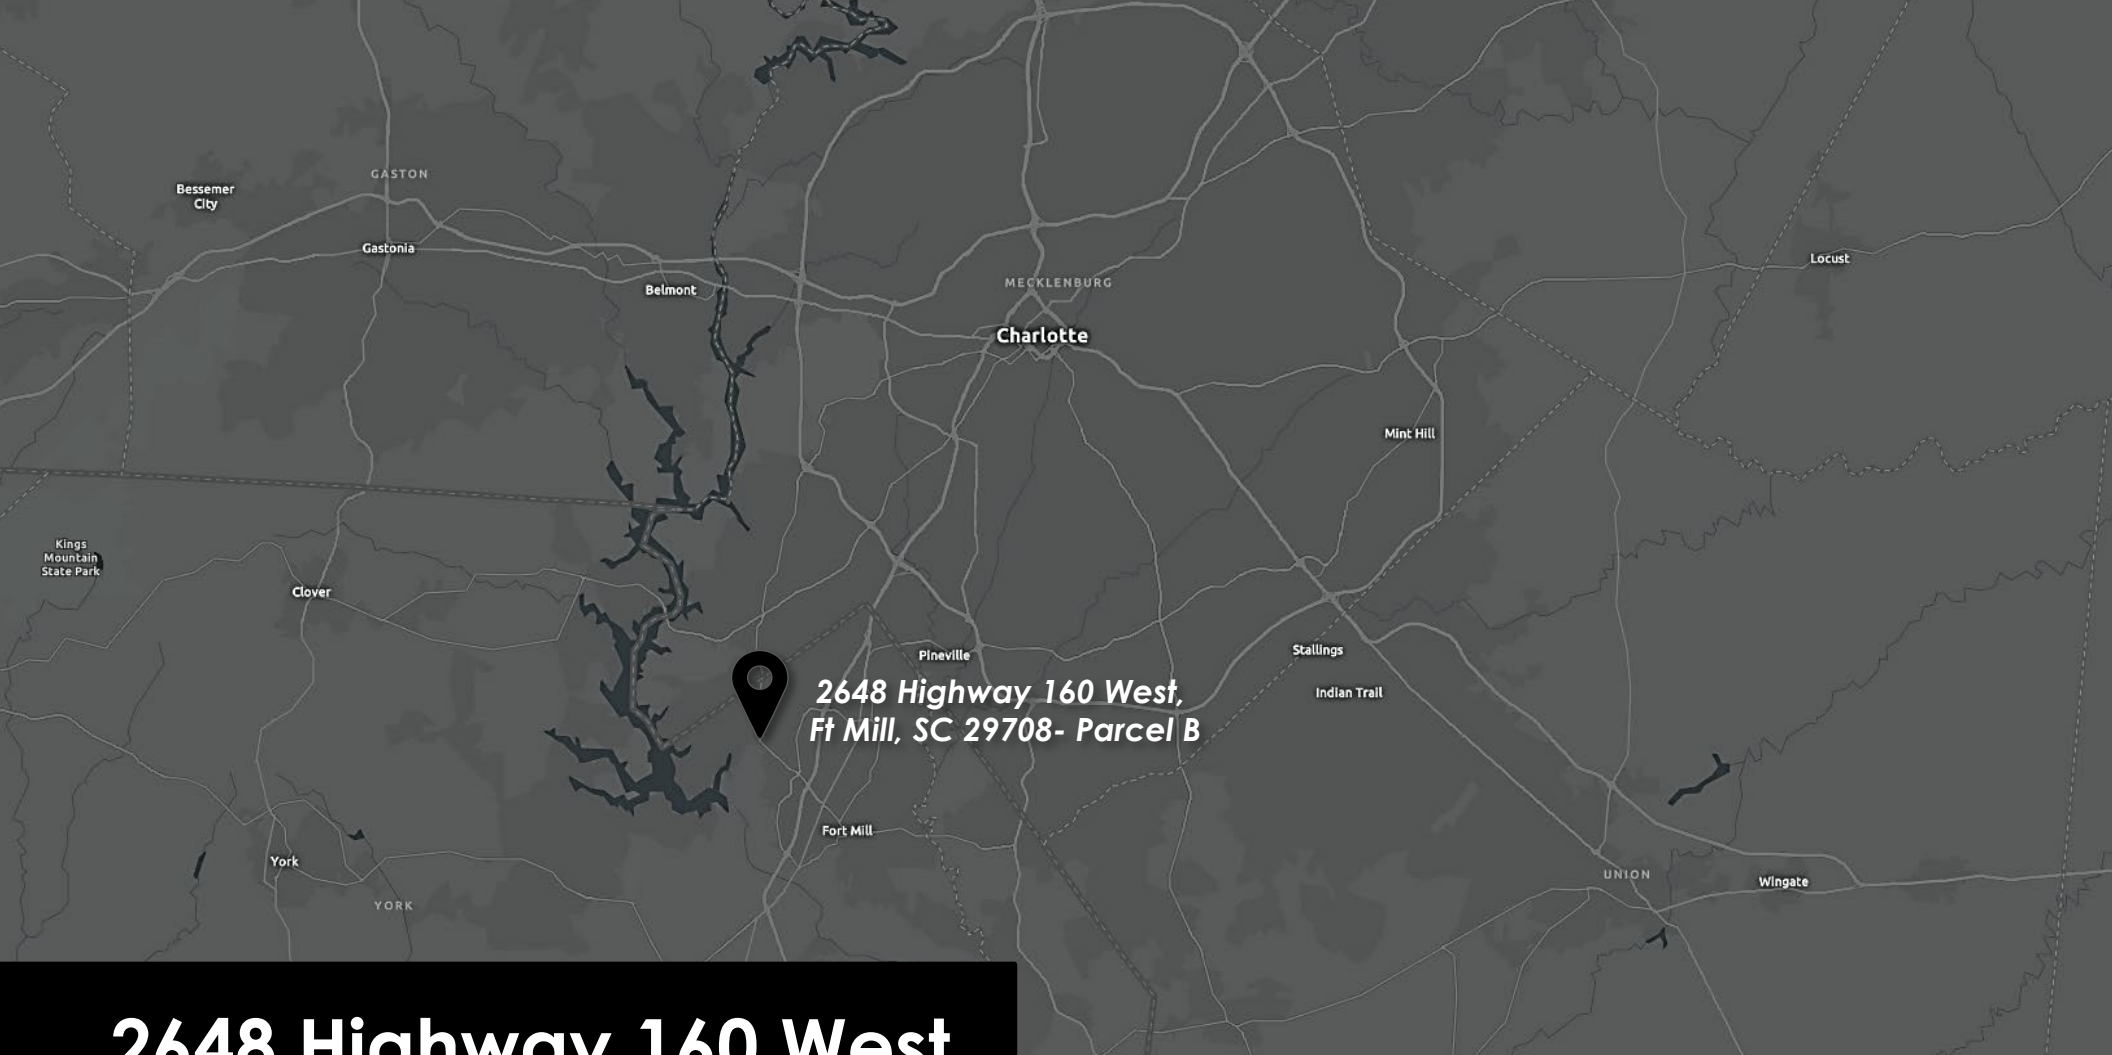 GASTON
Bessemer
City
Gastonia
Belmont
MECKLENBURG
Charlotte
Locust
Mint Hill
Kings
Mountain
State Park
Clover
Pineville
Stallings
Indian Trail
2648 Highway 160 West,
Ft Mill, SC 29708- Parcel B
Fort Mill
York
YORK
UNION
Wingate
2648 Highway 160 West